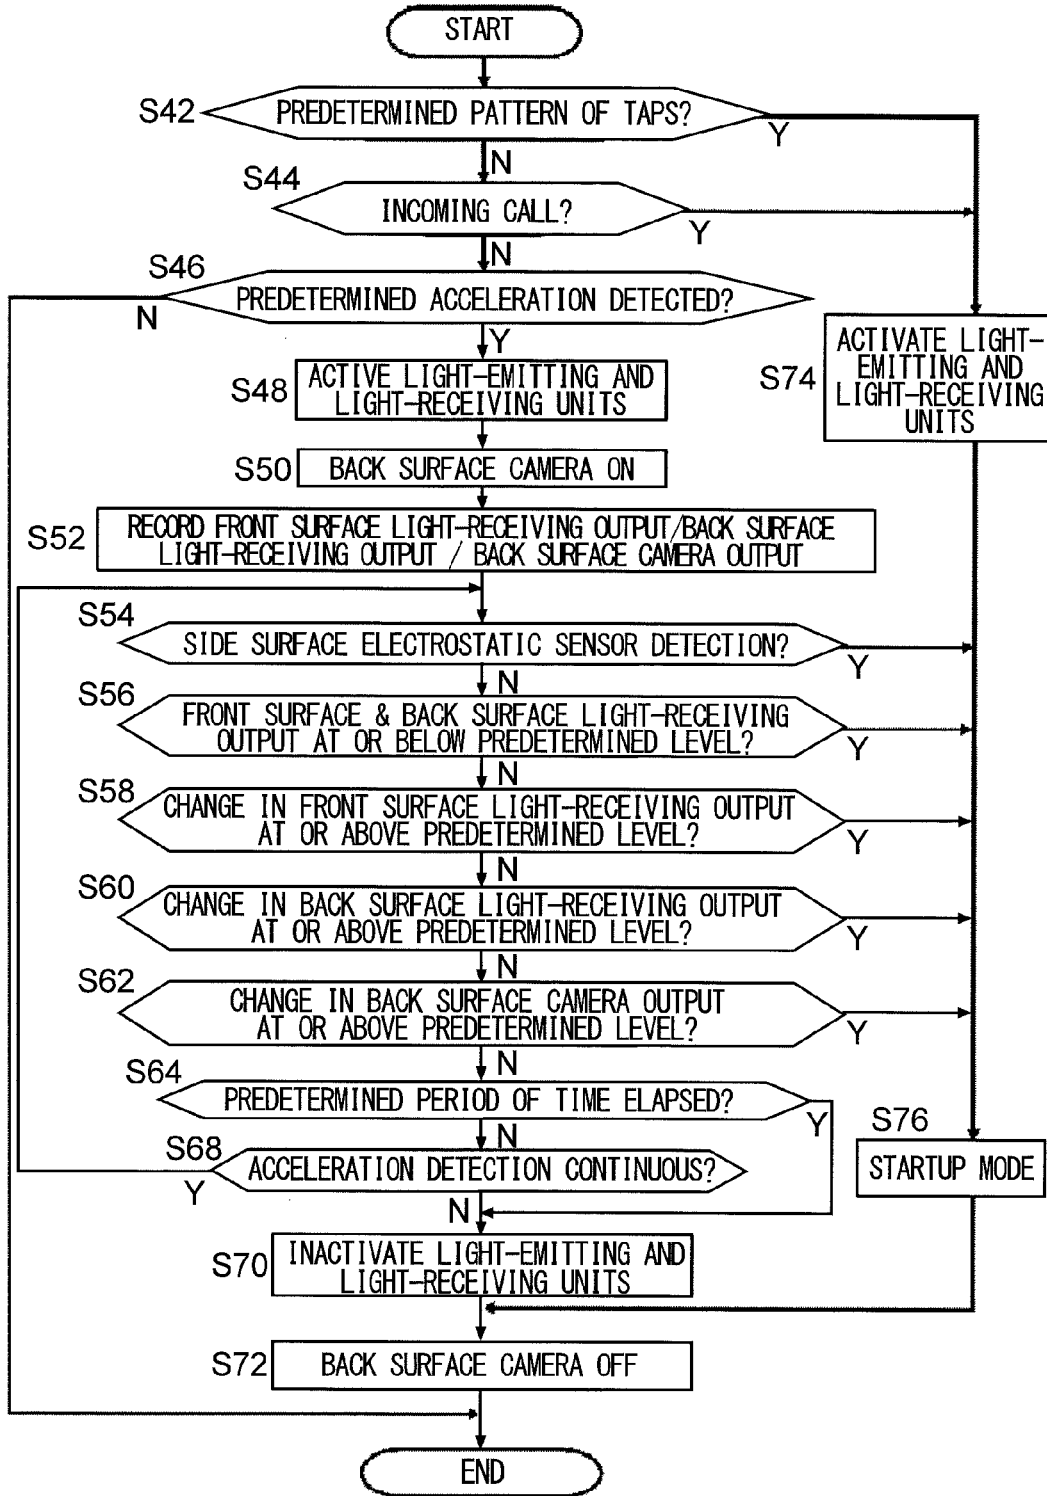 START
S42
PREDETERMINED PATTERN OF TAPS?
Y
N
S44
INCOMING CALL?
Y
N
S46
PREDETERMINED ACCELERATION DETECTED?
N
Y
S74
ACTIVATE LIGHT-
EMITTING AND
LIGHT-RECEIVING
UNITS
S48
ACTIVE LIGHT-EMITTING AND
LIGHT-RECEIVING UNITS
S50
BACK SURFACE CAMERA ON
S52
RECORD FRONT SURFACE LIGHT-RECEIVING OUTPUT/BACK SURFACE
LIGHT-RECEIVING OUTPUT / BACK SURFACE CAMERA OUTPUT
S54
SIDE SURFACE ELECTROSTATIC SENSOR DETECTION?
Y
N
S56
FRONT SURFACE & BACK SURFACE LIGHT-RECEIVING
OUTPUT AT OR BELOW PREDETERMINED LEVEL?
Y
N
S58
CHANGE IN FRONT SURFACE LIGHT-RECEIVING OUTPUT
AT OR ABOVE PREDETERMINED LEVEL?
Y
N
S60
CHANGE IN BACK SURFACE LIGHT-RECEIVING OUTPUT
AT OR ABOVE PREDETERMINED LEVEL?
Y
N
S62
CHANGE IN BACK SURFACE CAMERA OUTPUT
AT OR ABOVE PREDETERMINED LEVEL?
Y
N
S64
PREDETERMINED PERIOD OF TIME ELAPSED?
Y
N
S68
ACCELERATION DETECTION CONTINUOUS?
Y
N
S76
STARTUP MODE
S70
INACTIVATE LIGHT-EMITTING AND
LIGHT-RECEIVING UNITS
S72
BACK SURFACE CAMERA OFF
END